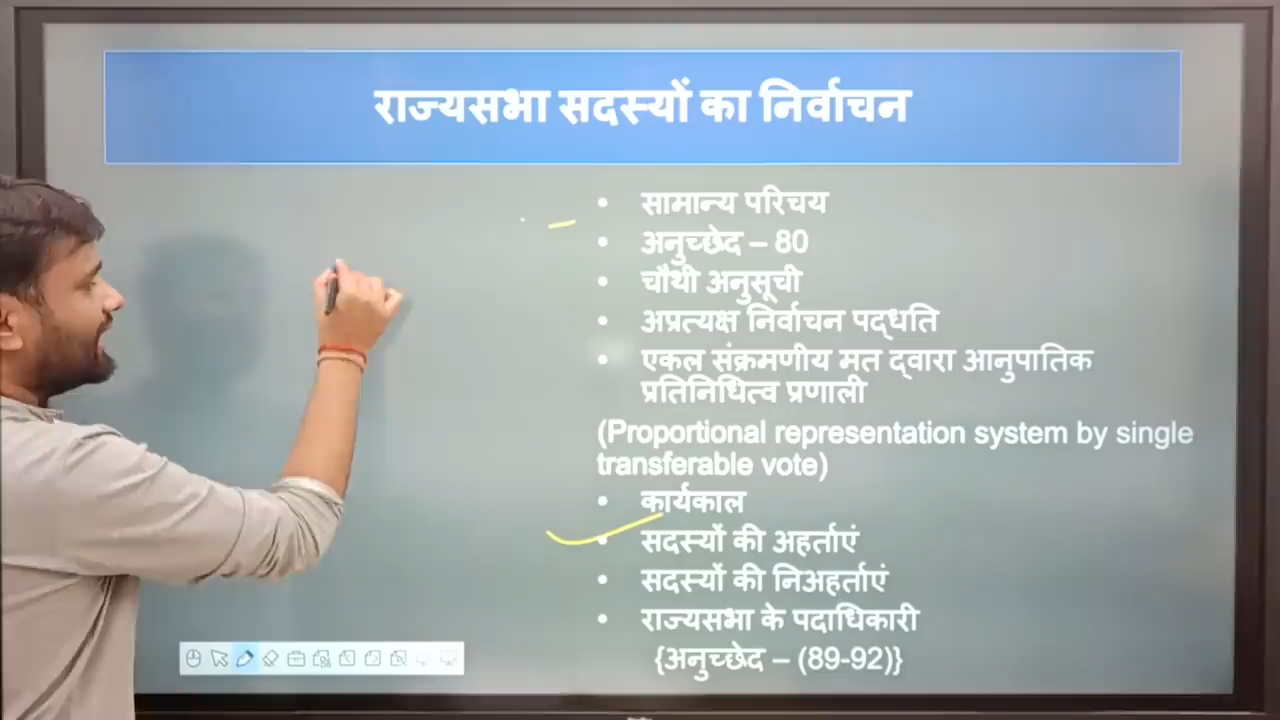 राज्यसभा सदस्यों का निर्वाचन
• सामान्य परिचय
• अनुच्छेद – 80
• चौथी अनुसूची
• अप्रत्यक्ष निर्वाचन पद्धति
• एकल संक्रमणीय मत द्वारा आनुपातिक
प्रतिनिधित्व प्रणाली
(Proportional representation system by single
transferable vote)
• कार्यकाल
• सदस्यों की अहर्ताएं
• सदस्यों की निअहर्ताएं
• राज्यसभा के पदाधिकारी
{अनुच्छेद – (89-92)}